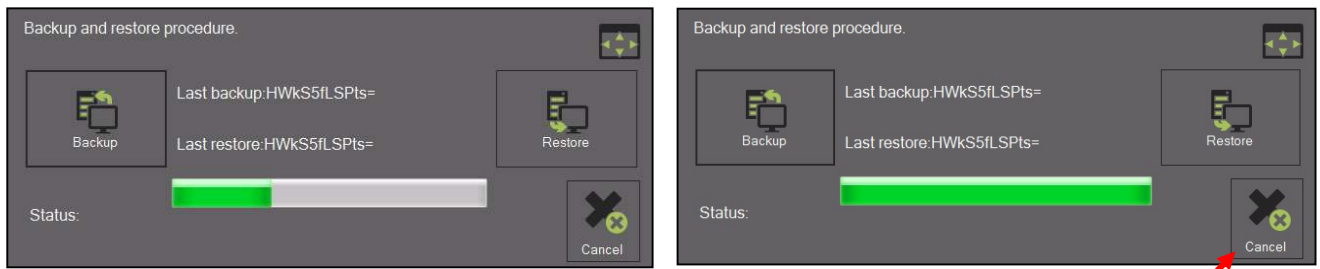 Backup and restore procedure.
Last backup:HWkS5fLSPts=
Backup
Last restore:HWkS5fLSPts=
Restore
Status:
Cancel
Backup and restore procedure.
Last backup:HWkS5fLSPts=
Backup
Last restore:HWkS5fLSPts=
Restore
Status:
Cancel